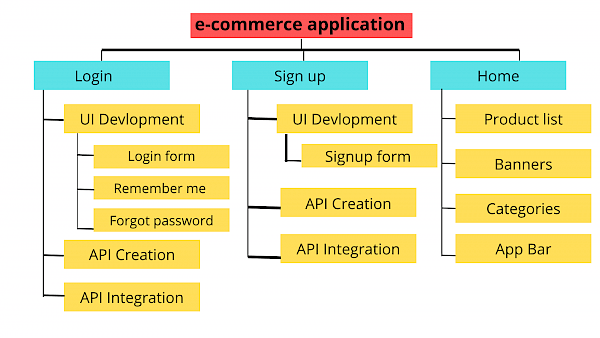 e-commerce application
Login
Sign up
Home
UI Devlopment
Login form
Remember me
Forgot password
API Creation
API Integration
UI Devlopment
Signup form
API Creation
API Integration
Product list
Banners
Categories
App Bar